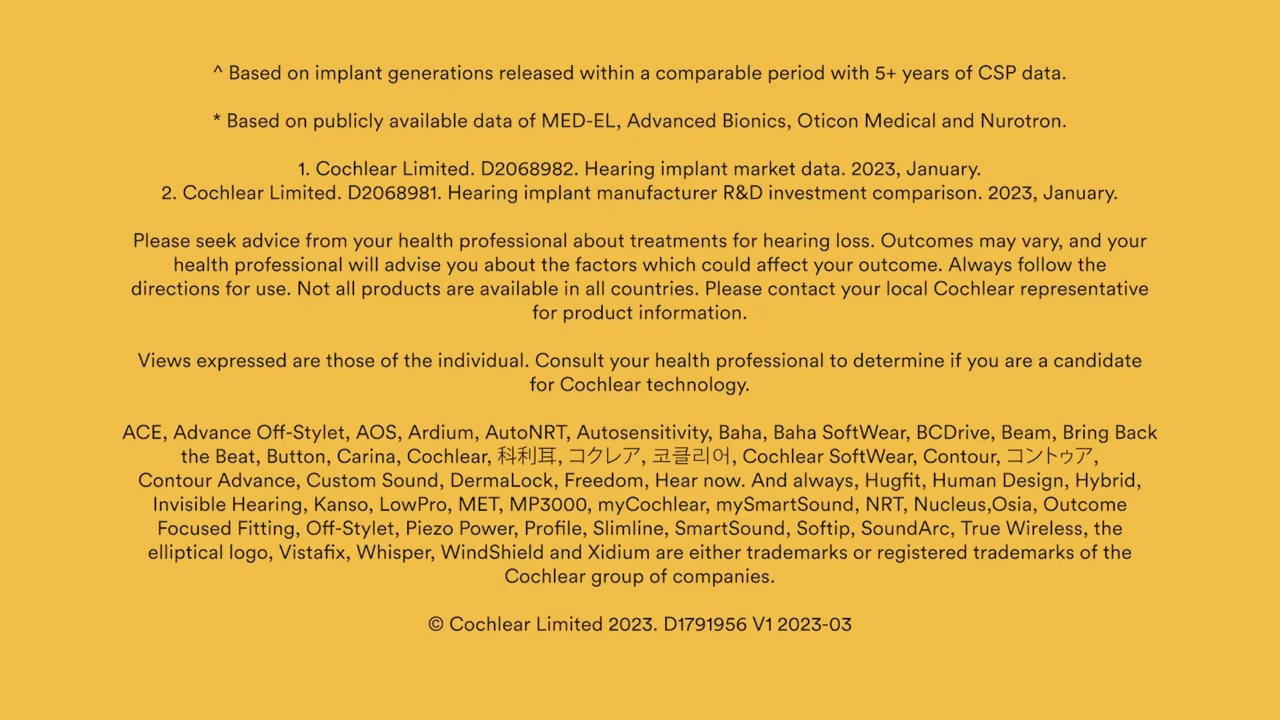 ^ Based on implant generations released within a comparable period with 5+ years of CSP data.
* Based on publicly available data of MED-EL, Advanced Bionics, Oticon Medical and Nurotron.
1. Cochlear Limited. D2068982. Hearing implant market data. 2023, January.
2. Cochlear Limited. D2068981. Hearing implant manufacturer R&D investment comparison. 2023, January.
Please seek advice from your health professional about treatments for hearing loss. Outcomes may vary, and your
health professional will advise you about the factors which could affect your outcome. Always follow the
directions for use. Not all products are available in all countries. Please contact your local Cochlear representative
for product information.
Views expressed are those of the individual. Consult your health professional to determine if you are a candidate
for Cochlear technology.
ACE, Advance Off-Stylet, AOS, Ardium, AutoNRT, Autosensitivity, Baha, Baha SoftWear, BCDrive, Beam, Bring Back
the Beat, Button, Carina, Cochlear, 科利耳, コクレア, 코클리어, Cochlear SoftWear, Contour, コントゥア,
Contour Advance, Custom Sound, DermaLock, Freedom, Hear now. And always, Hugfit, Human Design, Hybrid,
Invisible Hearing, Kanso, LowPro, MET, MP3000, myCochlear, mySmartSound, NRT, Nucleus,Osia, Outcome
Focused Fitting, Off-Stylet, Piezo Power, Profile, Slimline, SmartSound, Softip, SoundArc, True Wireless, the
elliptical logo, Vistafix, Whisper, WindShield and Xidium are either trademarks or registered trademarks of the
Cochlear group of companies.
© Cochlear Limited 2023. D1791956 V1 2023-03